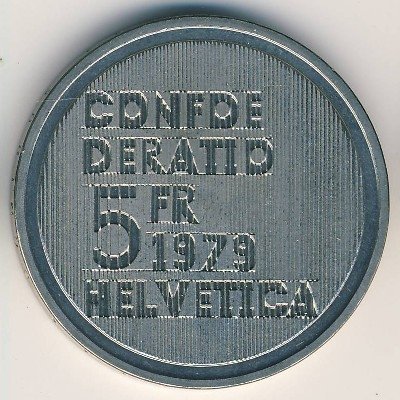 CONFOE
DERATIO
5 FR
1979
HELVETICA